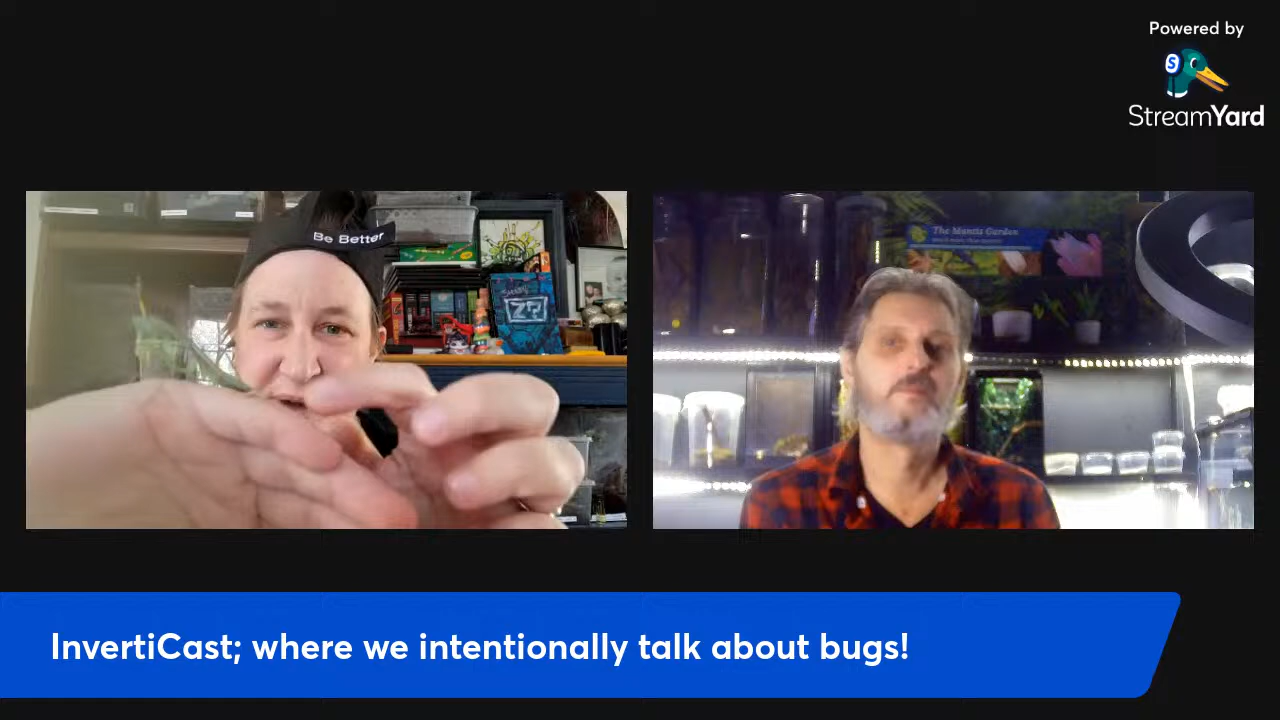 Powered by
S
StreamYard
Be Better
The Mantis Garden
Z?
InvertiCast; where we intentionally talk about bugs!